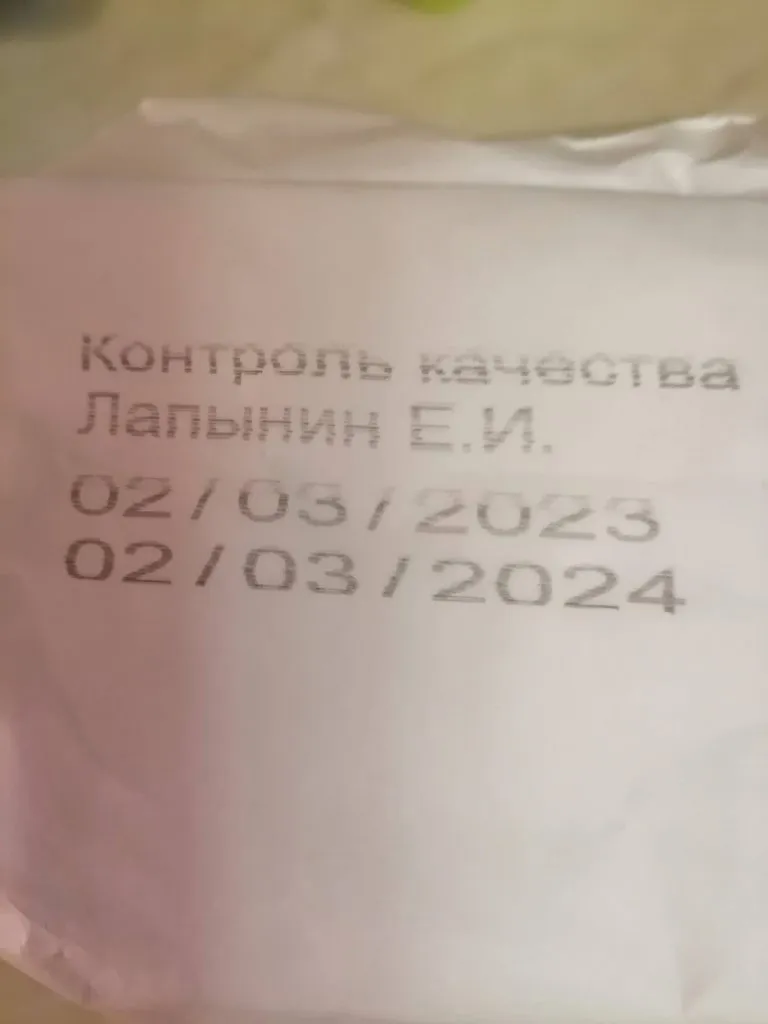 Контроль качества
Лапынин Е.И.
02/03/2023
02/03/2024